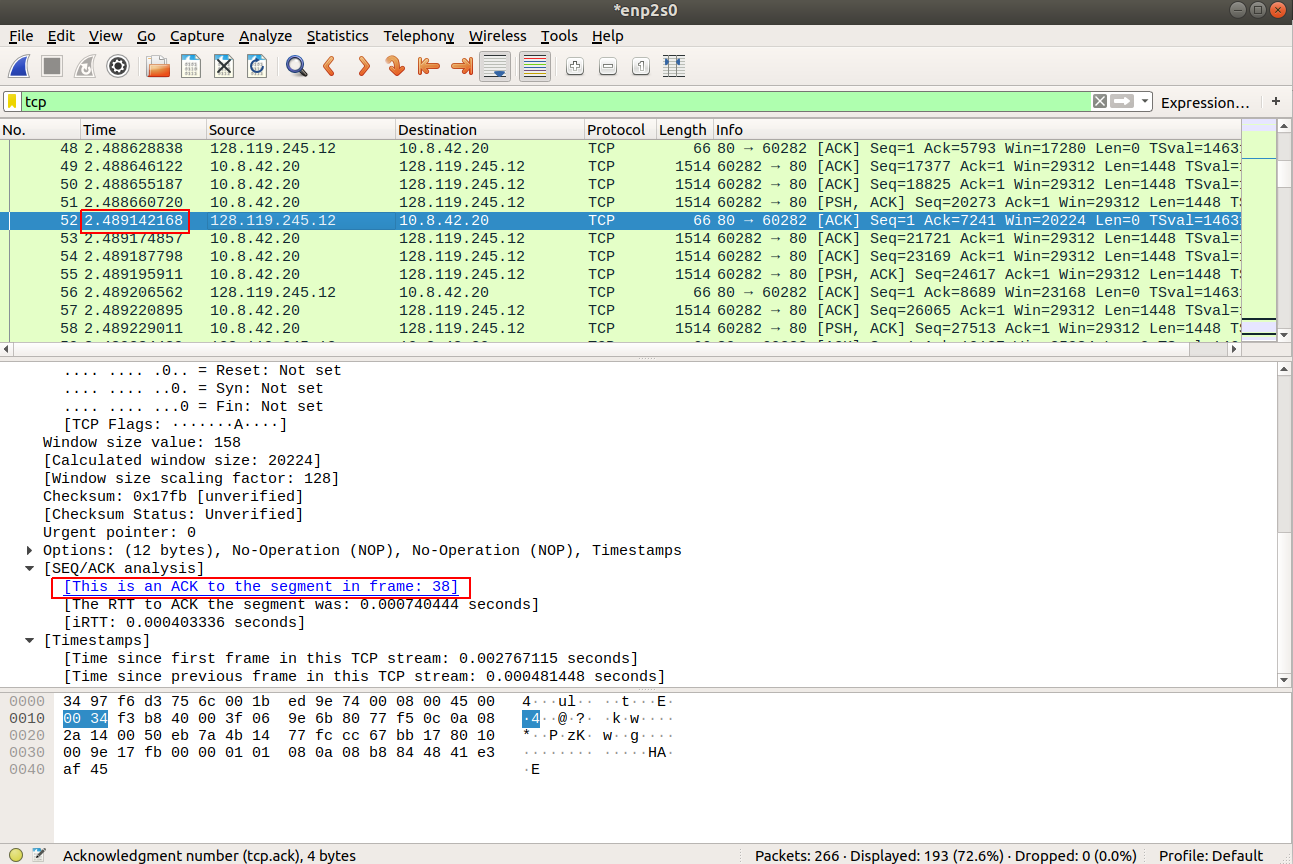 *enp2s0
File Edit View Go Capture Analyze Statistics Telephony Wireless Tools Help
tcp Expression… +
No. Time Source Destination Protocol Length Info
48 2.488628838 128.119.245.12 10.8.42.20 TCP 66 80 → 60282 [ACK] Seq=1 Ack=5793 Win=17280 Len=0 TSval=1463
49 2.488646122 10.8.42.20 128.119.245.12 TCP 1514 60282 → 80 [ACK] Seq=17377 Ack=1 Win=29312 Len=1448 TSval=
50 2.488655187 10.8.42.20 128.119.245.12 TCP 1514 60282 → 80 [ACK] Seq=18825 Ack=1 Win=29312 Len=1448 TSval=
51 2.488660720 10.8.42.20 128.119.245.12 TCP 1514 60282 → 80 [PSH, ACK] Seq=20273 Ack=1 Win=29312 Len=1448 T
52 2.489142168 128.119.245.12 10.8.42.20 TCP 66 80 → 60282 [ACK] Seq=1 Ack=7241 Win=20224 Len=0 TSval=1463
53 2.489174857 10.8.42.20 128.119.245.12 TCP 1514 60282 → 80 [ACK] Seq=21721 Ack=1 Win=29312 Len=1448 TSval=
54 2.489187798 10.8.42.20 128.119.245.12 TCP 1514 60282 → 80 [ACK] Seq=23169 Ack=1 Win=29312 Len=1448 TSval=
55 2.489195911 10.8.42.20 128.119.245.12 TCP 1514 60282 → 80 [PSH, ACK] Seq=24617 Ack=1 Win=29312 Len=1448 T
56 2.489206562 128.119.245.12 10.8.42.20 TCP 66 80 → 60282 [ACK] Seq=1 Ack=8689 Win=23168 Len=0 TSval=1463
57 2.489220895 10.8.42.20 128.119.245.12 TCP 1514 60282 → 80 [ACK] Seq=26065 Ack=1 Win=29312 Len=1448 TSval=
58 2.489229011 10.8.42.20 128.119.245.12 TCP 1514 60282 → 80 [PSH, ACK] Seq=27513 Ack=1 Win=29312 Len=1448 T
.... .... .0.. = Reset: Not set
.... .... ..0. = Syn: Not set
.... .... ...0 = Fin: Not set
[TCP Flags: ·······A····]
Window size value: 158
[Calculated window size: 20224]
[Window size scaling factor: 128]
Checksum: 0x17fb [unverified]
[Checksum Status: Unverified]
Urgent pointer: 0
Options: (12 bytes), No-Operation (NOP), No-Operation (NOP), Timestamps
[SEQ/ACK analysis]
[This is an ACK to the segment in frame: 38]
[The RTT to ACK the segment was: 0.000740444 seconds]
[iRTT: 0.000403336 seconds]
[Timestamps]
[Time since first frame in this TCP stream: 0.002767115 seconds]
[Time since previous frame in this TCP stream: 0.000481448 seconds]
0000 34 97 f6 d3 75 6c 00 1b ed 9e 74 00 08 00 45 00 4···ul·· ··t···E·
0010 00 34 f3 b8 40 00 3f 06 9e 6b 80 77 f5 0c 0a 08 ·4··@·?· ·k·w····
0020 2a 14 00 50 eb 7a 4b 14 77 fc cc 67 bb 17 80 10 *··P·zK· w··g····
0030 00 9e 17 fb 00 00 01 01 08 0a 08 b8 84 48 41 e3 ········ ·····HA·
0040 af 45 ·E
Acknowledgment number (tcp.ack), 4 bytes Packets: 266 · Displayed: 193 (72.6%) · Dropped: 0 (0.0%) Profile: Default